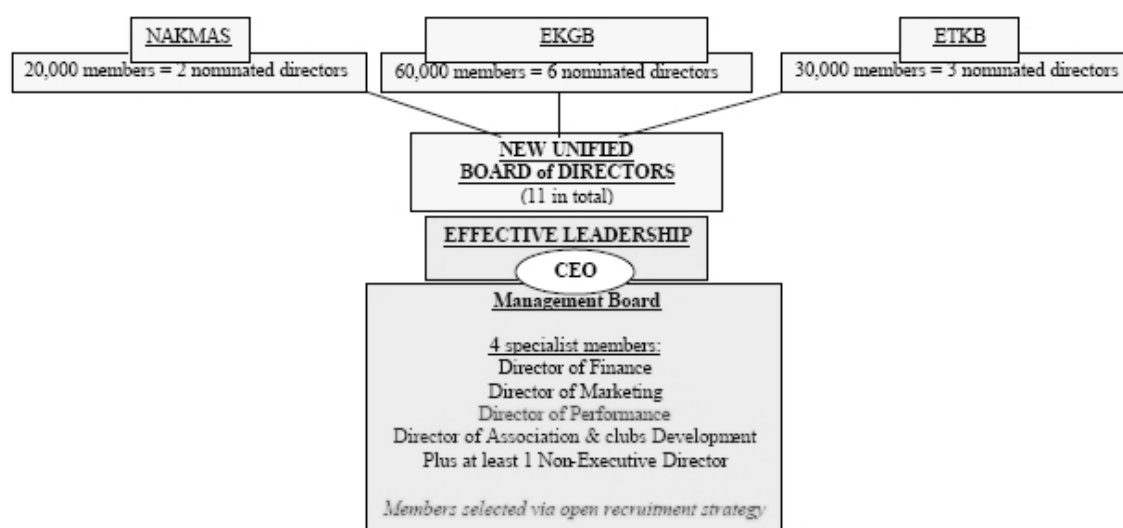 NAKMAS
20,000 members = 2 nominated directors
EKGB
60,000 members = 6 nominated directors
ETKB
30,000 members = 3 nominated directors
NEW UNIFIED
BOARD of DIRECTORS
(11 in total)
EFFECTIVE LEADERSHIP
CEO
Management Board
4 specialist members:
Director of Finance
Director of Marketing
Director of Performance
Director of Association & clubs Development
Plus at least 1 Non-Executive Director
Members selected via open recruitment strategy